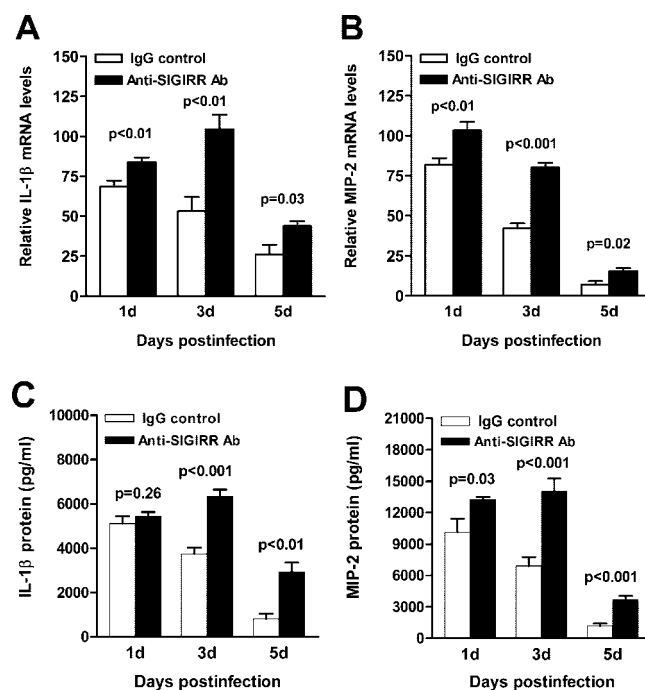 A
IgG control
Anti-SIGIRR Ab
Relative IL-1β mRNA levels
150
125
100
75
50
25
0
p<0.01
p<0.01
p=0.03
1d 3d 5d
Days postinfection
B
IgG control
Anti-SIGIRR Ab
Relative MIP-2 mRNA levels
150
125
100
75
50
25
0
p<0.01
p<0.001
p=0.02
1d 3d 5d
Days postinfection
C
IgG control
Anti-SIGIRR Ab
IL-1β protein (pg/ml)
10000
8000
6000
4000
2000
0
p=0.26
p<0.001
p<0.01
1d 3d 5d
Days postinfection
D
IgG control
Anti-SIGIRR Ab
MIP-2 protein (pg/ml)
21000
18000
15000
12000
9000
6000
3000
0
p=0.03
p<0.001
p<0.001
1d 3d 5d
Days postinfection